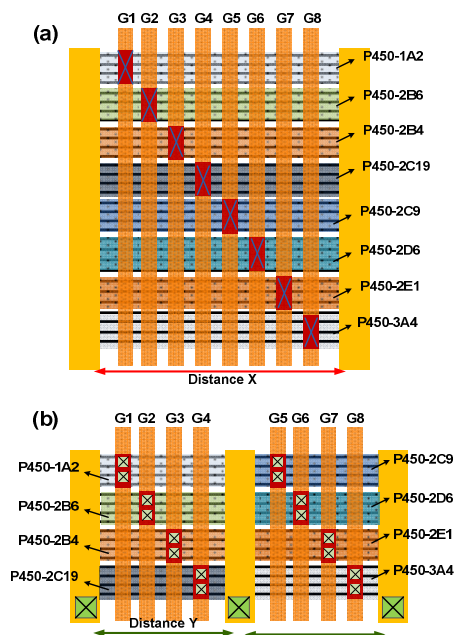 G1 G2 G3 G4 G5 G6 G7 G8
(a)
P450-1A2
P450-2B6
P450-2B4
P450-2C19
P450-2C9
P450-2D6
P450-2E1
P450-3A4
Distance X
(b)
G1 G2 G3 G4 G5 G6 G7 G8
P450-1A2 P450-2C9
P450-2B6 P450-2D6
P450-2B4 P450-2E1
P450-2C19 P450-3A4
Distance Y